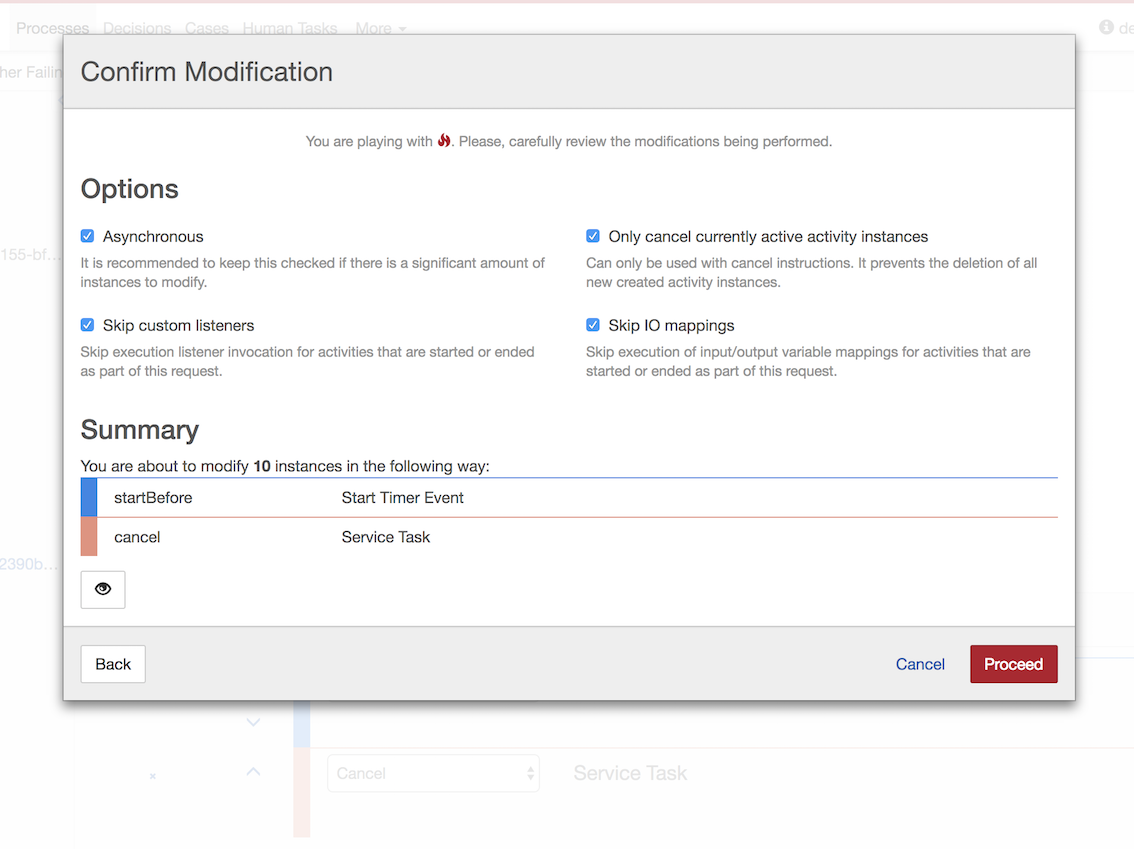 Processes Decisions Cases Human Tasks More
her Failin
Confirm Modification
You are playing with . Please, carefully review the modifications being performed.
Options
Asynchronous
It is recommended to keep this checked if there is a significant amount of
instances to modify.
Only cancel currently active activity instances
Can only be used with cancel instructions. It prevents the deletion of all
new created activity instances.
Skip custom listeners
Skip execution listener invocation for activities that are started or ended
as part of this request.
Skip IO mappings
Skip execution of input/output variable mappings for activities that are
started or ended as part of this request.
155-bf...
Summary
You are about to modify 10 instances in the following way:
startBefore Start Timer Event
cancel Service Task
2390b...
Back Cancel Proceed
Cancel Service Task